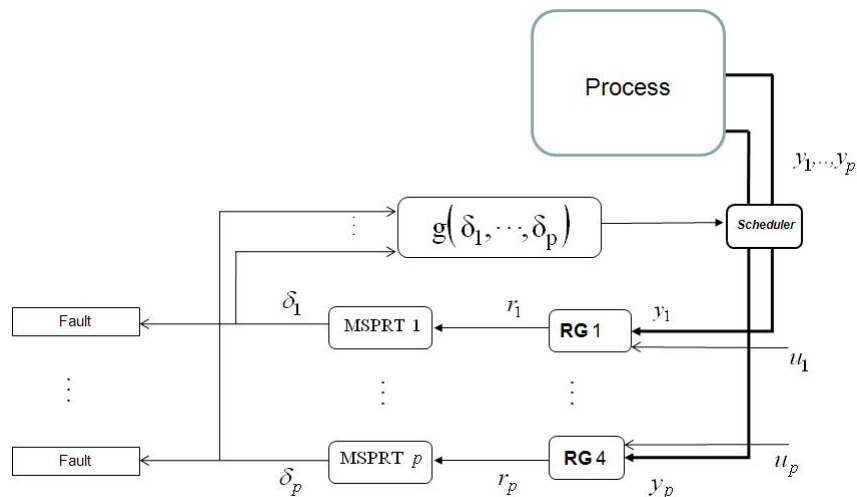 Process
y₁,..,yₚ
g(δ₁,⋯,δₚ)
Scheduler
⋮
Fault
δ₁
MSPRT 1
r₁
RG 1
y₁
u₁
⋮
⋮
⋮
Fault
δₚ
MSPRT p
rₚ
RG 4
yₚ
uₚ